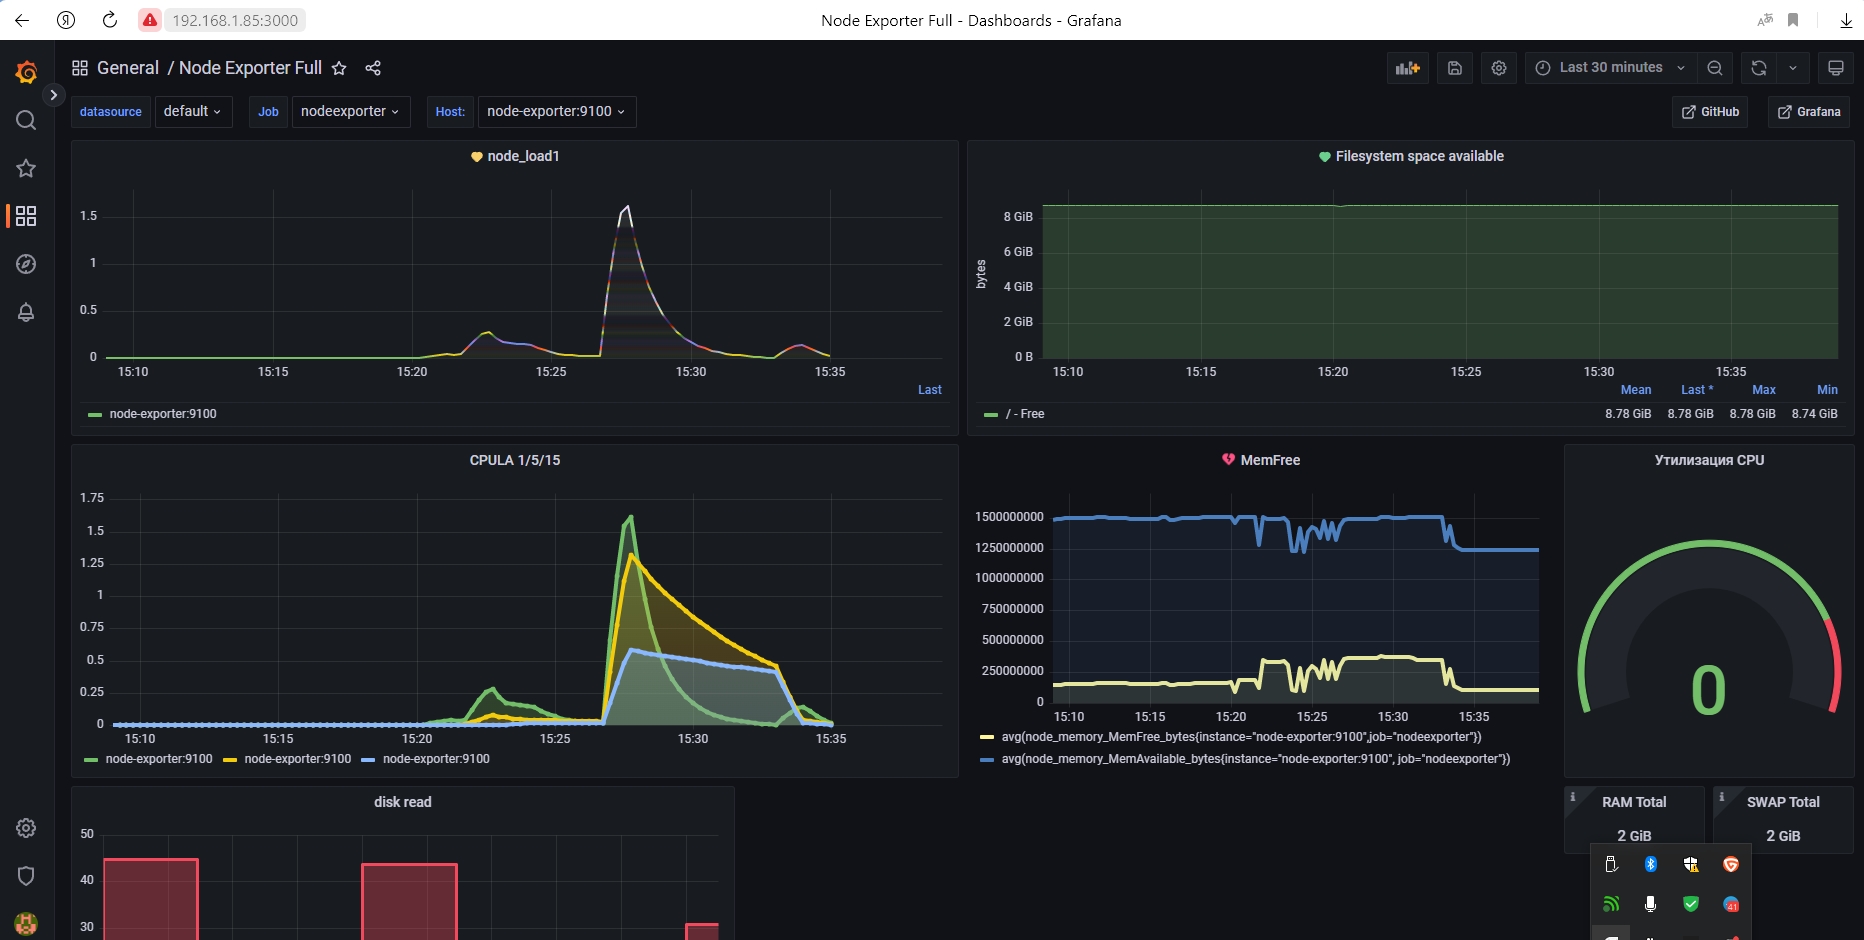 192.168.1.85:3000
Node Exporter Full - Dashboards - Grafana
General / Node Exporter Full
Last 30 minutes
datasource default Job nodeexporter Host: node-exporter:9100 GitHub Grafana
node_load1
1.5
1
0.5
0
15:10 15:15 15:20 15:25 15:30 15:35
Last
node-exporter:9100
Filesystem space available
bytes
8 GiB
6 GiB
4 GiB
2 GiB
0 B
15:10 15:15 15:20 15:25 15:30 15:35
Mean Last * Max Min
/ - Free 8.78 GiB 8.78 GiB 8.78 GiB 8.74 GiB
CPULA 1/5/15
1.75
1.5
1.25
1
0.75
0.5
0.25
0
15:10 15:15 15:20 15:25 15:30 15:35
node-exporter:9100 node-exporter:9100 node-exporter:9100
MemFree
1500000000
1250000000
1000000000
750000000
500000000
250000000
0
15:10 15:15 15:20 15:25 15:30 15:35
avg(node_memory_MemFree_bytes{instance="node-exporter:9100",job="nodeexporter"})
avg(node_memory_MemAvailable_bytes{instance="node-exporter:9100", job="nodeexporter"})
Утилизация CPU
0
disk read
50
40
30
RAM Total
2 GiB
SWAP Total
2 GiB
41